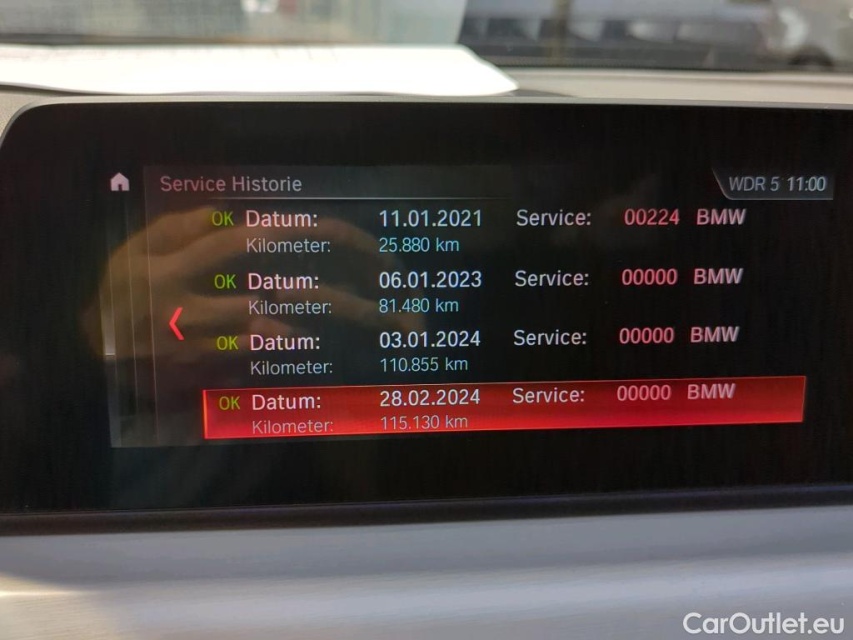 Service Historie WDR 5 11:00
OK Datum: 11.01.2021 Service: 00224 BMW
Kilometer: 25.880 km
OK Datum: 06.01.2023 Service: 00000 BMW
Kilometer: 81.480 km
OK Datum: 03.01.2024 Service: 00000 BMW
Kilometer: 110.855 km
OK Datum: 28.02.2024 Service: 00000 BMW
Kilometer: 115.130 km
CarOutlet.eu